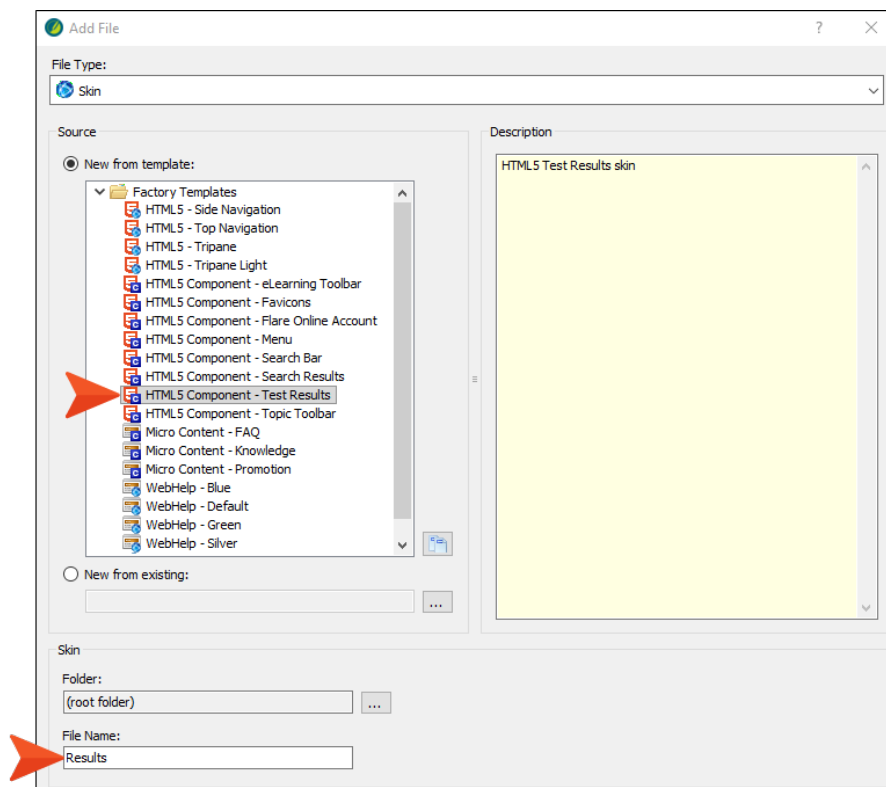 Add File
?
File Type:
Skin
Source
New from template:
Factory Templates
HTML5 - Side Navigation
HTML5 - Top Navigation
HTML5 - Tripane
HTML5 - Tripane Light
HTML5 Component - eLearning Toolbar
HTML5 Component - Favicons
HTML5 Component - Flare Online Account
HTML5 Component - Menu
HTML5 Component - Search Bar
HTML5 Component - Search Results
HTML5 Component - Test Results
HTML5 Component - Topic Toolbar
Micro Content - FAQ
Micro Content - Knowledge
Micro Content - Promotion
WebHelp - Blue
WebHelp - Default
WebHelp - Green
WebHelp - Silver
New from existing:
...
Description
HTML5 Test Results skin
Skin
Folder:
(root folder)
...
File Name:
Results